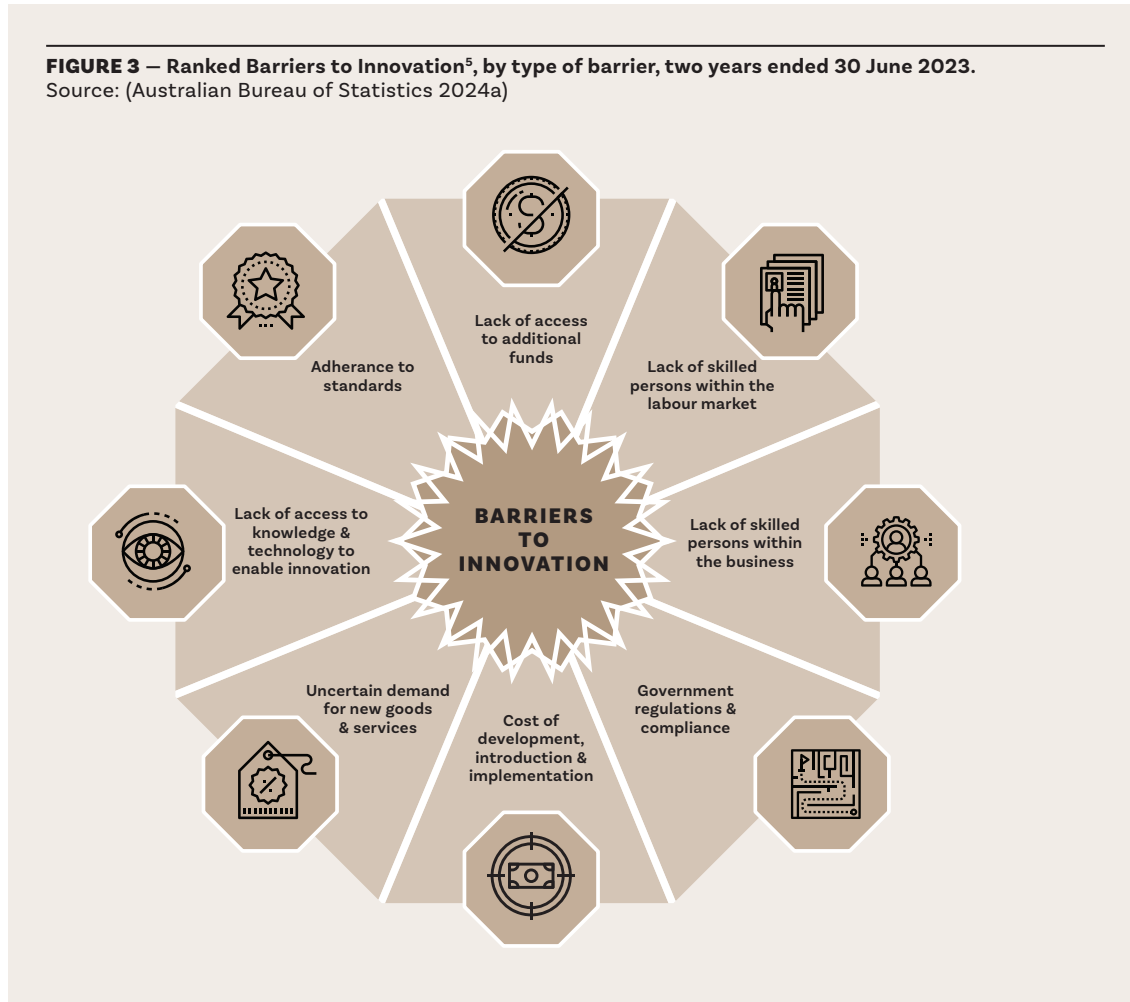 FIGURE 3 — Ranked Barriers to Innovation⁵, by type of barrier, two years ended 30 June 2023.
Source: (Australian Bureau of Statistics 2024a)
Lack of access
to additional
funds
Lack of skilled
persons within the
labour market
Lack of skilled
persons within
the business
Government
regulations &
compliance
Cost of
development,
introduction &
implementation
Uncertain demand
for new goods
& services
Lack of access to
knowledge &
technology to
enable innovation
Adherance to
standards
BARRIERS
TO
INNOVATION